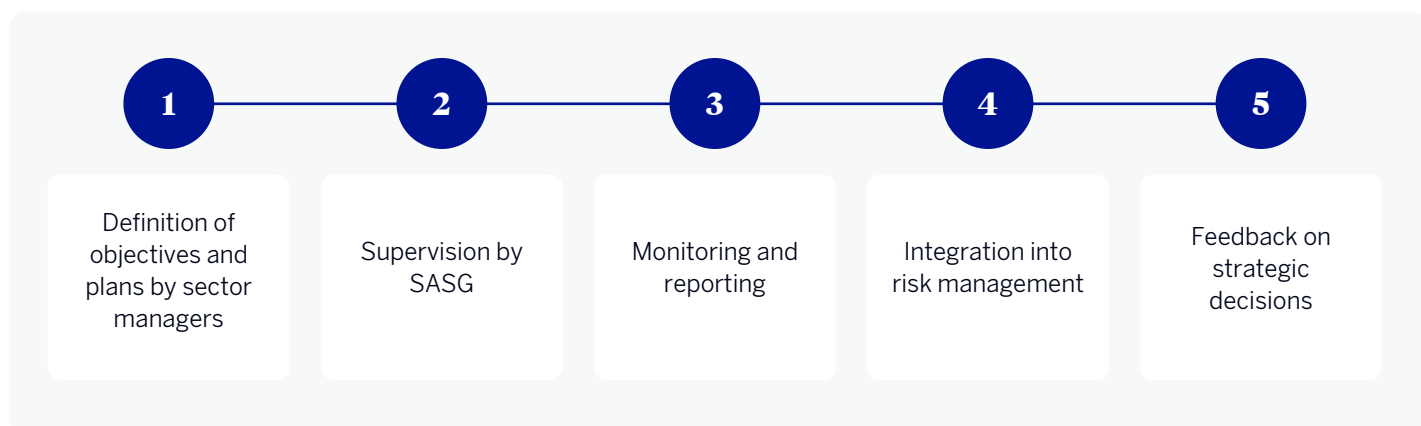 1
2
3
4
5
Definition of
objectives and
plans by sector
managers
Supervision by
SASG
Monitoring and
reporting
Integration into
risk management
Feedback on
strategic
decisions